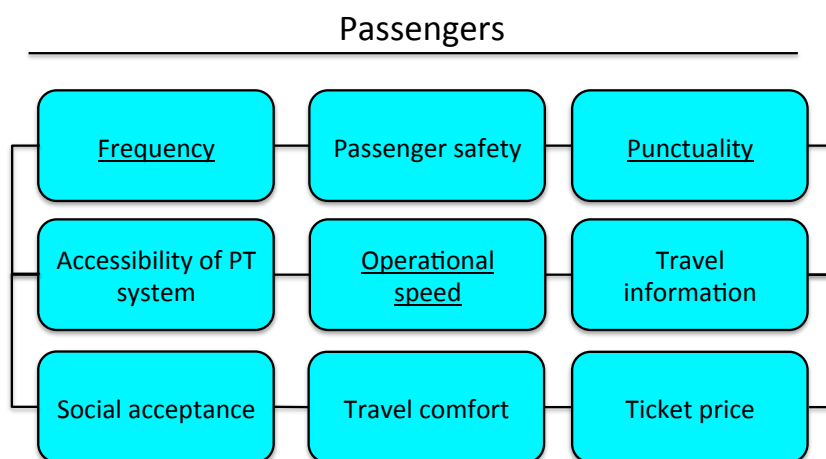 Passengers
Frequency
Passenger safety
Punctuality
Accessibility of PT
system
Operational
speed
Travel
information
Social acceptance
Travel comfort
Ticket price